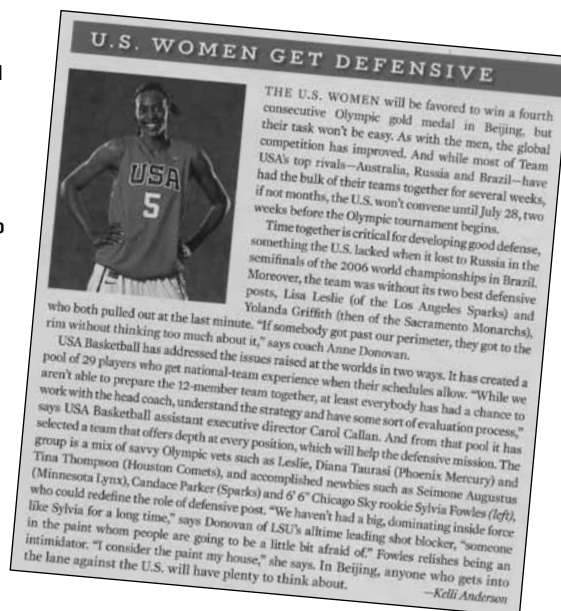 U.S. WOMEN GET DEFENSIVE
THE U.S. WOMEN will be favored to win a fourth
consecutive Olympic gold medal in Beijing, but
their task won't be easy. As with the men, the global
competition has improved. And while most of Team
USA's top rivals—Australia, Russia and Brazil—have
had the bulk of their teams together for several weeks,
if not months, the U.S. won't convene until July 28, two
weeks before the Olympic tournament begins.
Time together is critical for developing good defense,
something the U.S. lacked when it lost to Russia in the
semifinals of the 2006 world championships in Brazil.
Moreover, the team was without its two best defensive
posts, Lisa Leslie (of the Los Angeles Sparks) and
Yolanda Griffith (then of the Sacramento Monarchs),
who both pulled out at the last minute. "If somebody got past our perimeter, they got to the
rim without thinking too much about it," says coach Anne Donovan.
USA Basketball has addressed the issues raised at the worlds in two ways. It has created a
pool of 29 players who get national-team experience when their schedules allow. "While we
aren't able to prepare the 12-member team together, at least everybody has had a chance to
work with the head coach, understand the strategy and have some sort of evaluation process,"
says USA Basketball assistant executive director Carol Callan. And from that pool it has
selected a team that offers depth at every position, which will help the defensive mission. The
group is a mix of savvy Olympic vets such as Leslie, Diana Taurasi (Phoenix Mercury) and
Tina Thompson (Houston Comets), and accomplished newbies such as Seimone Augustus
(Minnesota Lynx), Candace Parker (Sparks) and 6' 6" Chicago Sky rookie Sylvia Fowles (left),
who could redefine the role of defensive post. "We haven't had a big, dominating inside force
like Sylvia for a long time," says Donovan of LSU's alltime leading shot blocker, "someone
in the paint whom people are going to be a little bit afraid of." Fowles relishes being an
intimidator. "I consider the paint my house," she says. In Beijing, anyone who gets into
the lane against the U.S. will have plenty to think about.
—Kelli Anderson
USA
5